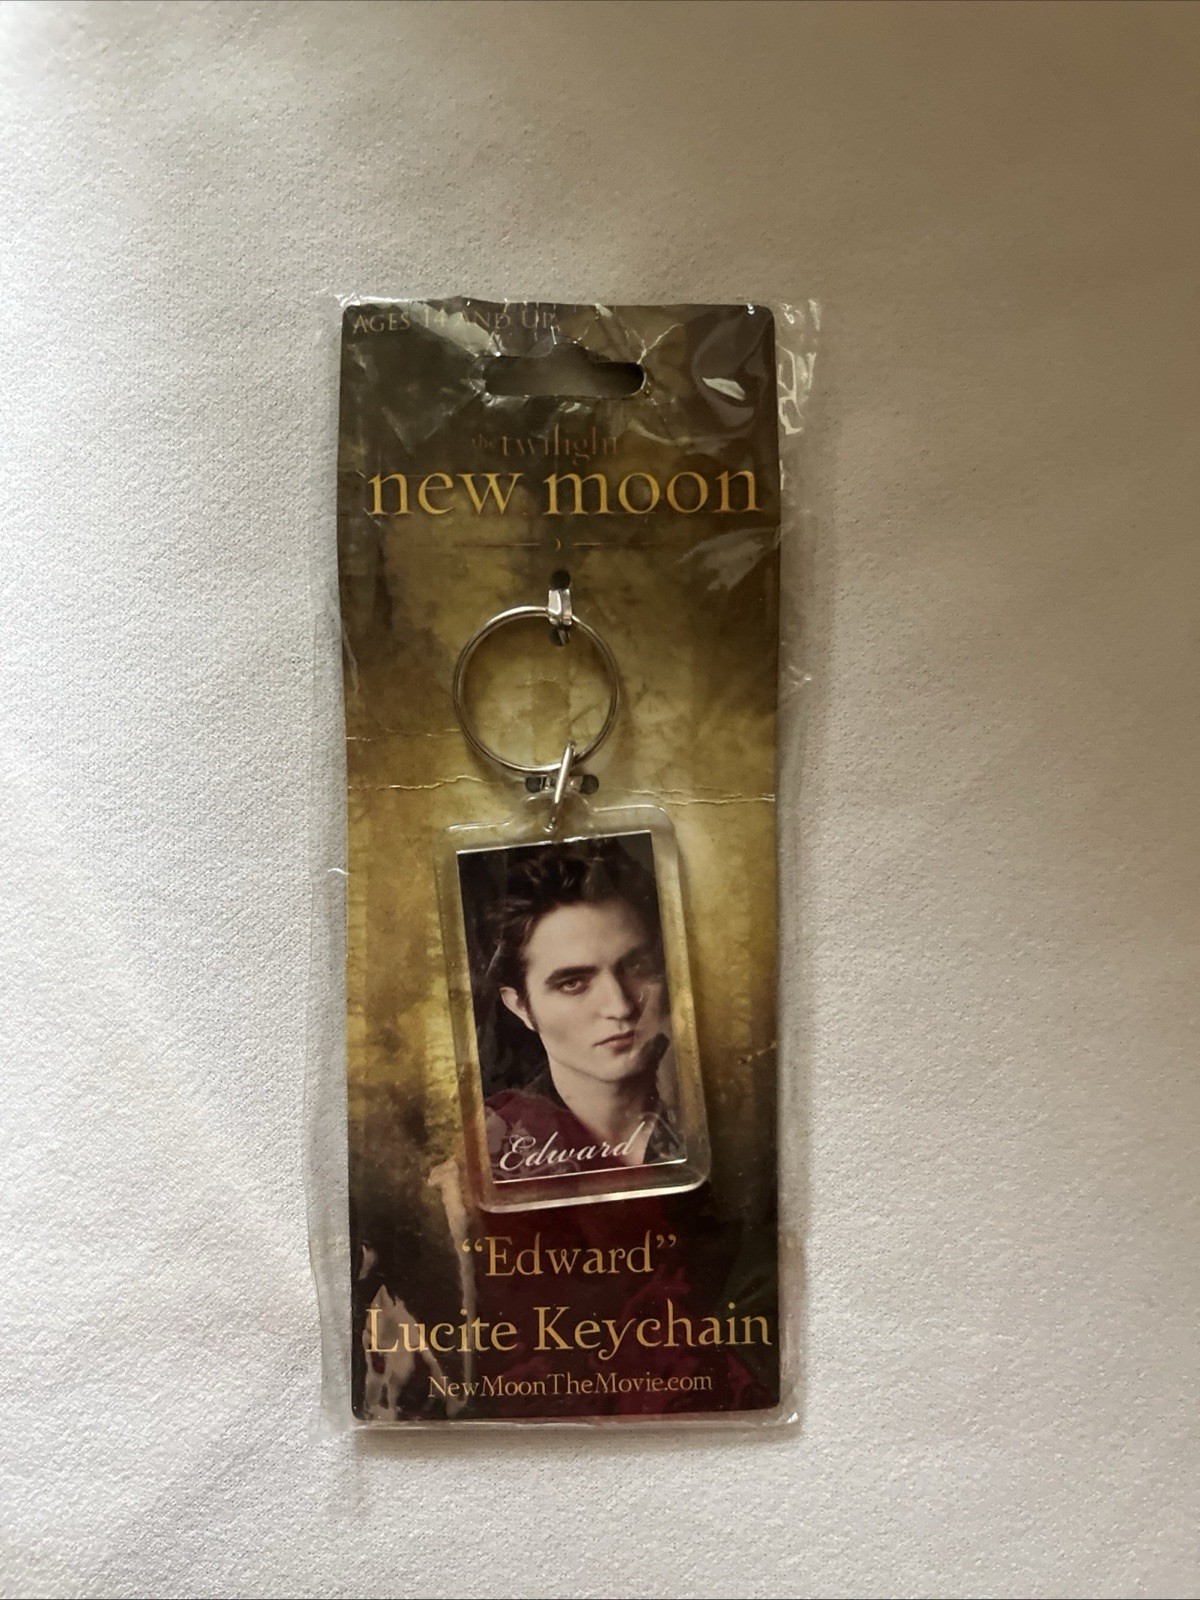 AGES 14 AND UP
the twilight
new moon
Edward
“Edward”
Lucite Keychain
NewMoonTheMovie.com